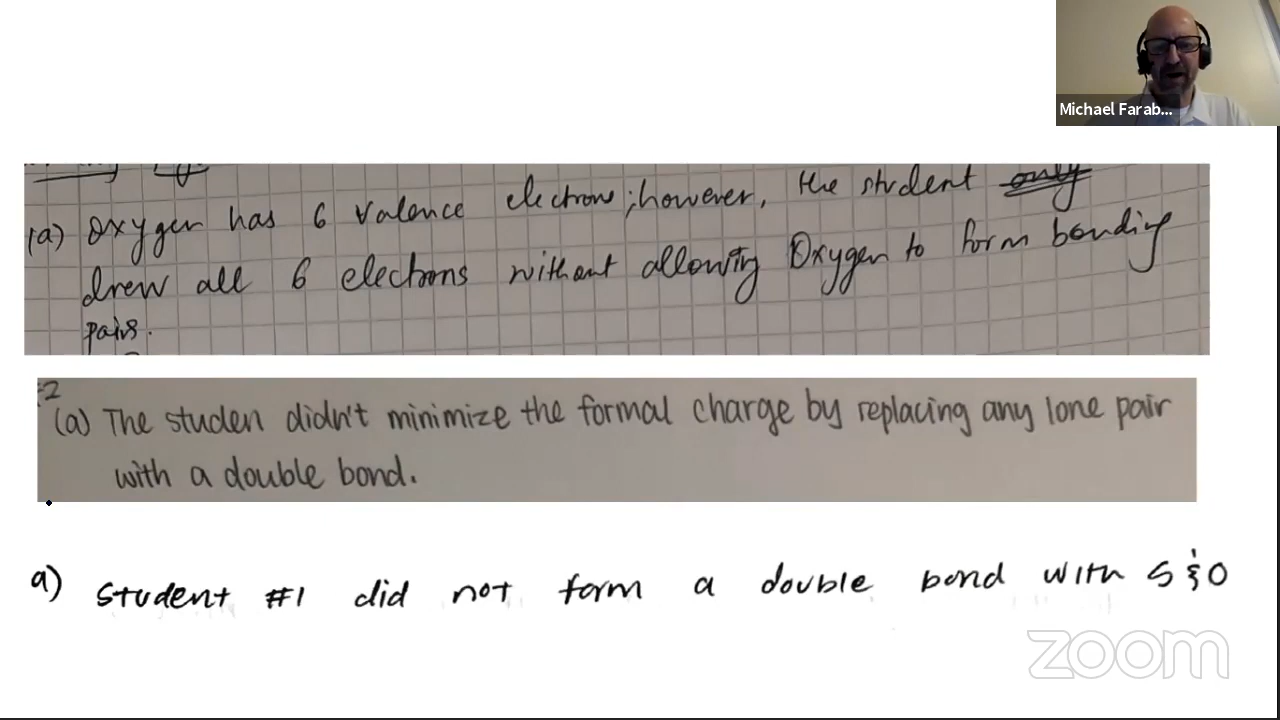 Michael Farab...
(a) Oxygen has 6 valence electrons; however, the student only
drew all 6 electrons without allowing Oxygen to form bonding
pairs.
(a) The studen didn't minimize the formal charge by replacing any lone pair
with a double bond.
a) Student #1 did not form a double bond with S & O
zoom